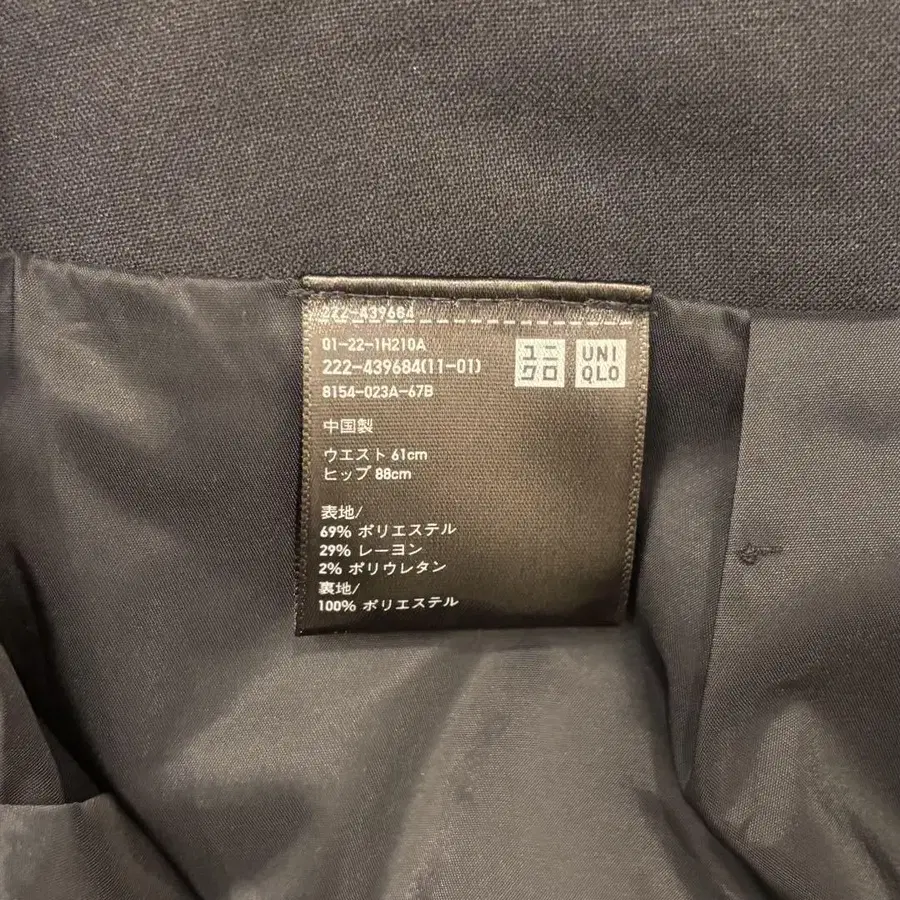 222-439684
01-22-1H210A
222-439684(11-01)
8154-023A-67B
ユニ
クロ
UNI
QLO
中国製
ウエスト 61cm
ヒップ 88cm
表地/
69% ポリエステル
29% レーヨン
2% ポリウレタン
裏地/
100% ポリエステル